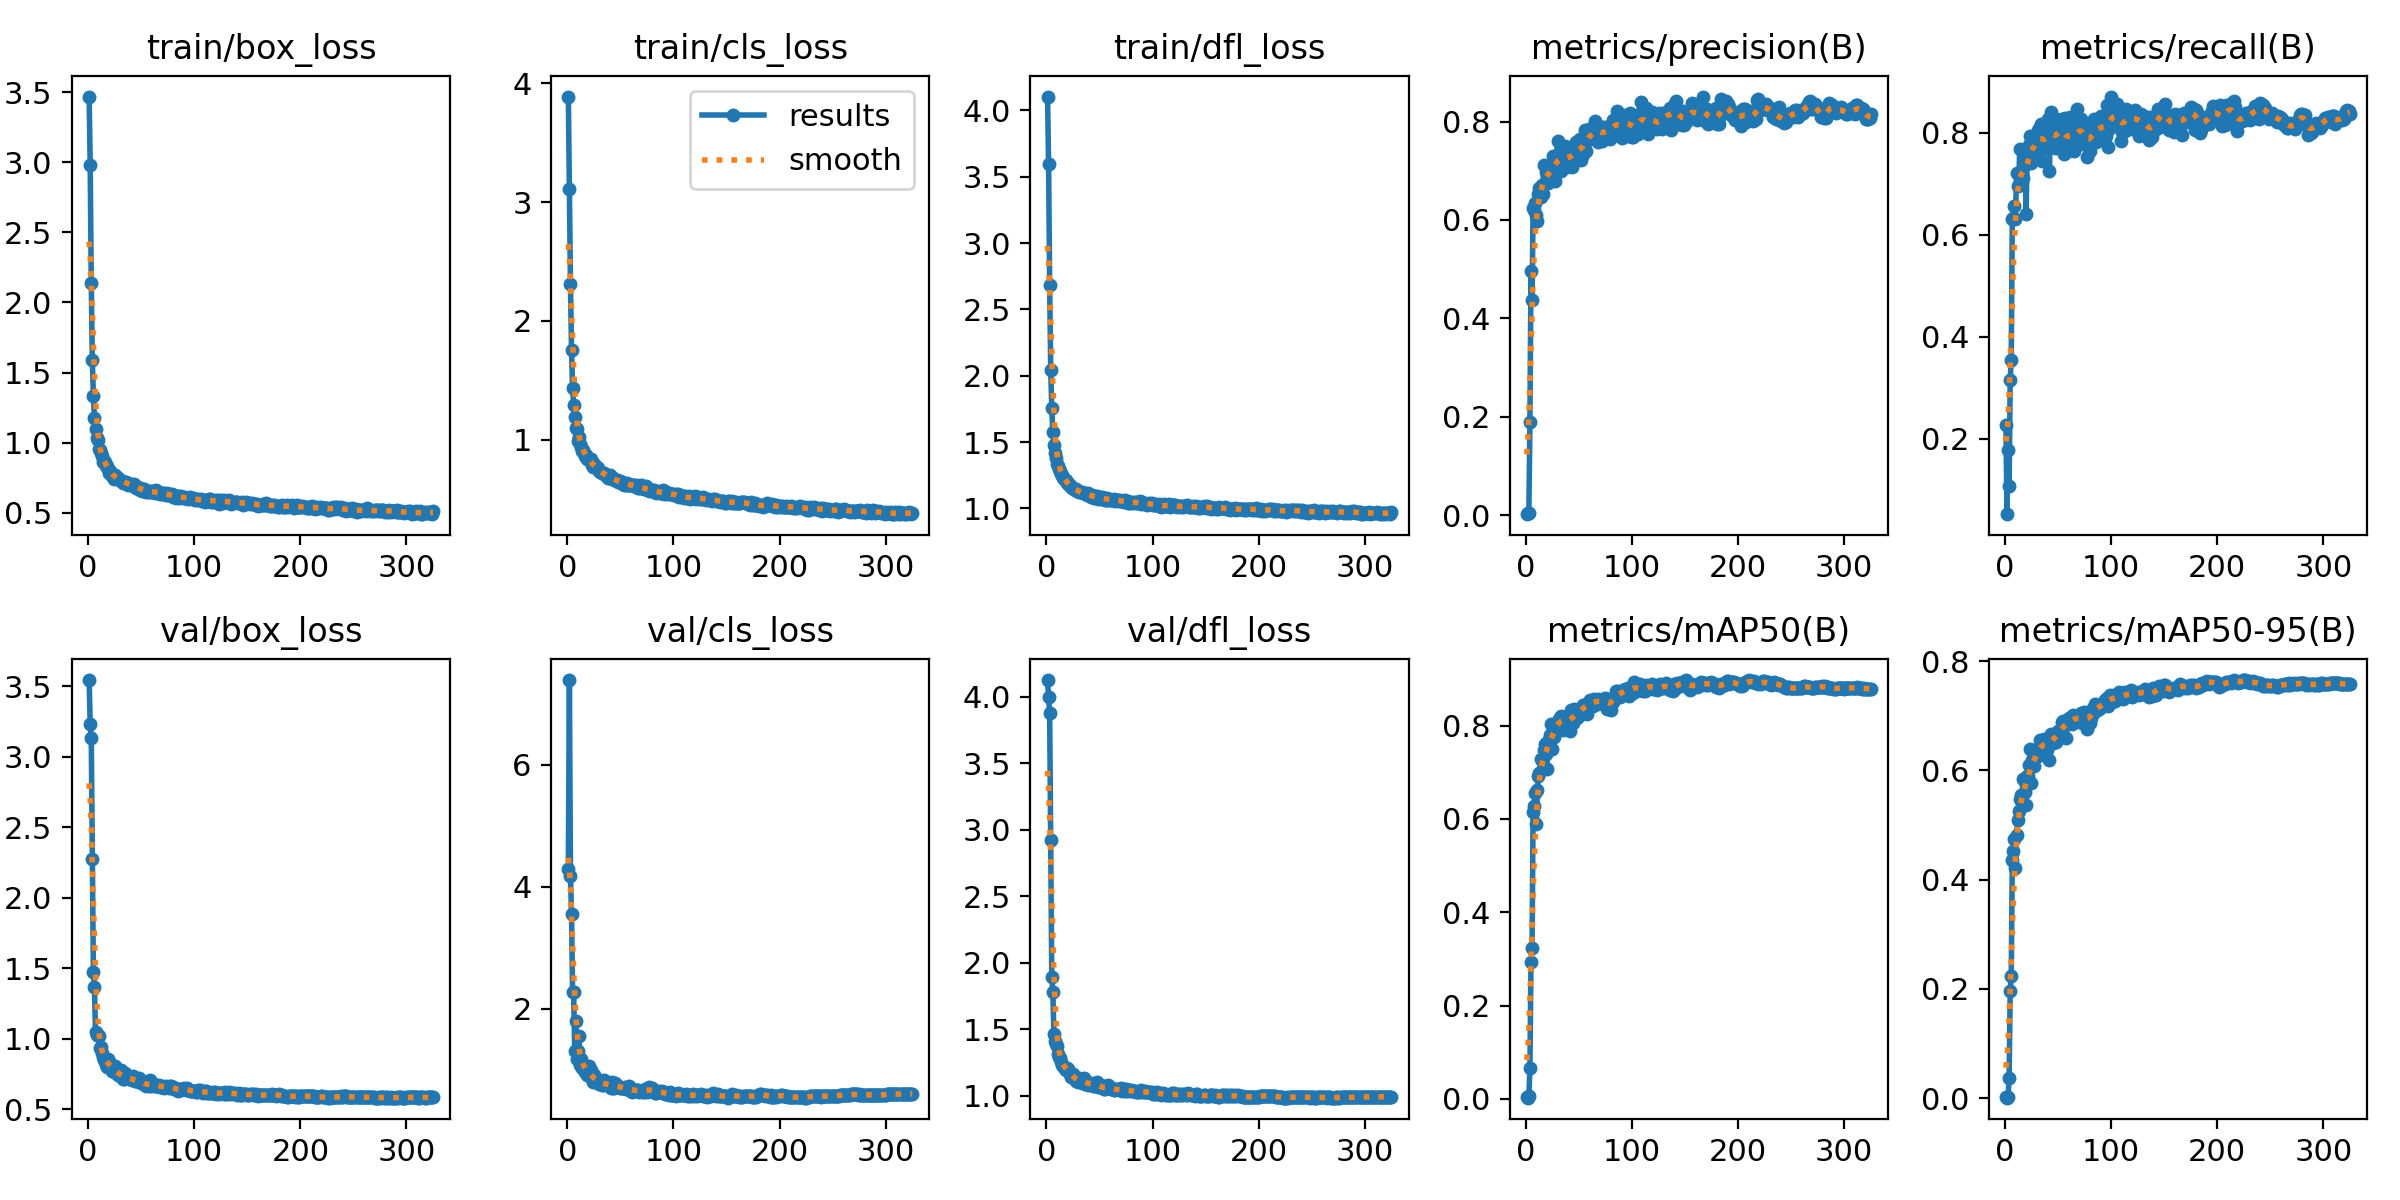 train/box_loss
train/cls_loss
train/dfl_loss
metrics/precision(B)
metrics/recall(B)
3.5
3.0
2.5
2.0
1.5
1.0
0.5
0 100 200 300
4
3
2
1
results
smooth
0 100 200 300
4.0
3.5
3.0
2.5
2.0
1.5
1.0
0 100 200 300
0.8
0.6
0.4
0.2
0.0
0 100 200 300
0.8
0.6
0.4
0.2
0 100 200 300
val/box_loss
val/cls_loss
val/dfl_loss
metrics/mAP50(B)
metrics/mAP50-95(B)
3.5
3.0
2.5
2.0
1.5
1.0
0.5
0 100 200 300
6
4
2
0 100 200 300
4.0
3.5
3.0
2.5
2.0
1.5
1.0
0 100 200 300
0.8
0.6
0.4
0.2
0.0
0 100 200 300
0.8
0.6
0.4
0.2
0.0
0 100 200 300